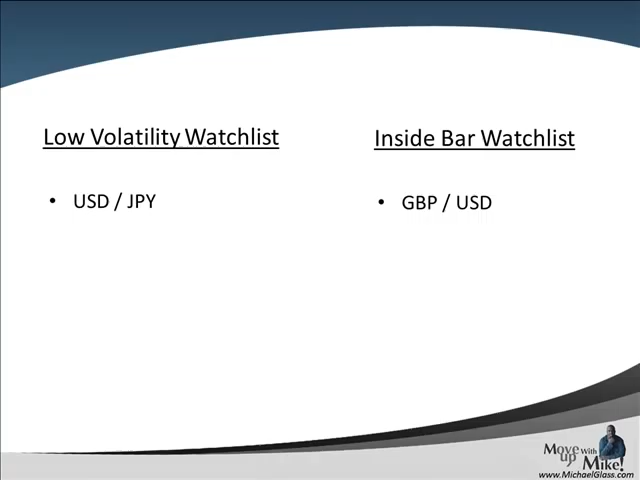 Low Volatility Watchlist
• USD / JPY
Inside Bar Watchlist
• GBP / USD
Move up With Mike!
www.MichaelGlass.com